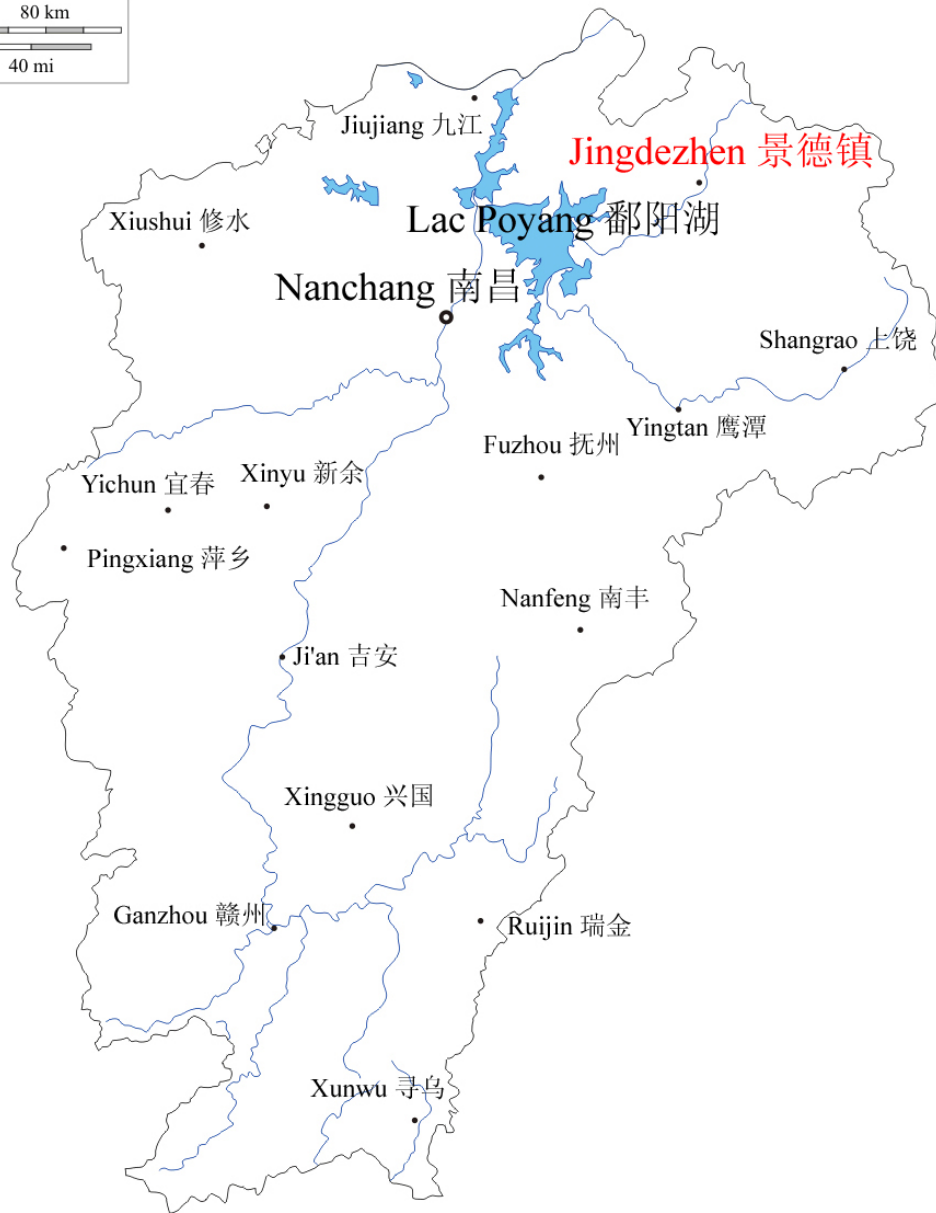 80 km
40 mi
Jiujiang 九江
Jingdezhen 景德镇
Xiushui 修水
Lac Poyang 鄱阳湖
Nanchang 南昌
Shangrao 上饶
Yingtan 鹰潭
Fuzhou 抚州
Xinyu 新余
Yichun 宜春
Pingxiang 萍乡
Nanfeng 南丰
Ji'an 吉安
Xingguo 兴国
Ganzhou 赣州
Ruijin 瑞金
Xunwu 寻乌